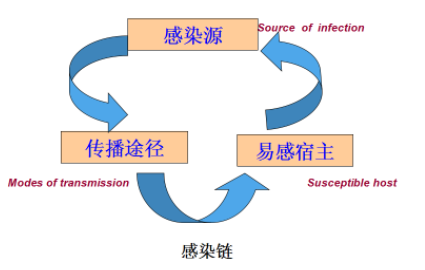 感染源
Source of infection
传播途径
易感宿主
Modes of transmission
Susceptible host
感染链